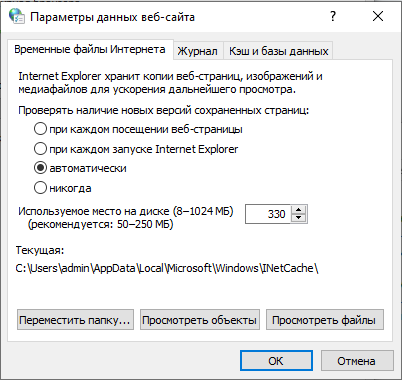 Параметры данных веб-сайта
?
Временные файлы Интернета
Журнал
Кэш и базы данных
Internet Explorer хранит копии веб-страниц, изображений и
медиафайлов для ускорения дальнейшего просмотра.
Проверять наличие новых версий сохраненных страниц:
при каждом посещении веб-страницы
при каждом запуске Internet Explorer
автоматически
никогда
Используемое место на диске (8–1024 МБ)
330
(рекомендуется: 50–250 МБ)
Текущая:
C:\Users\admin\AppData\Local\Microsoft\Windows\INetCache\
Переместить папку...
Просмотреть объекты
Просмотреть файлы
ОК
Отмена